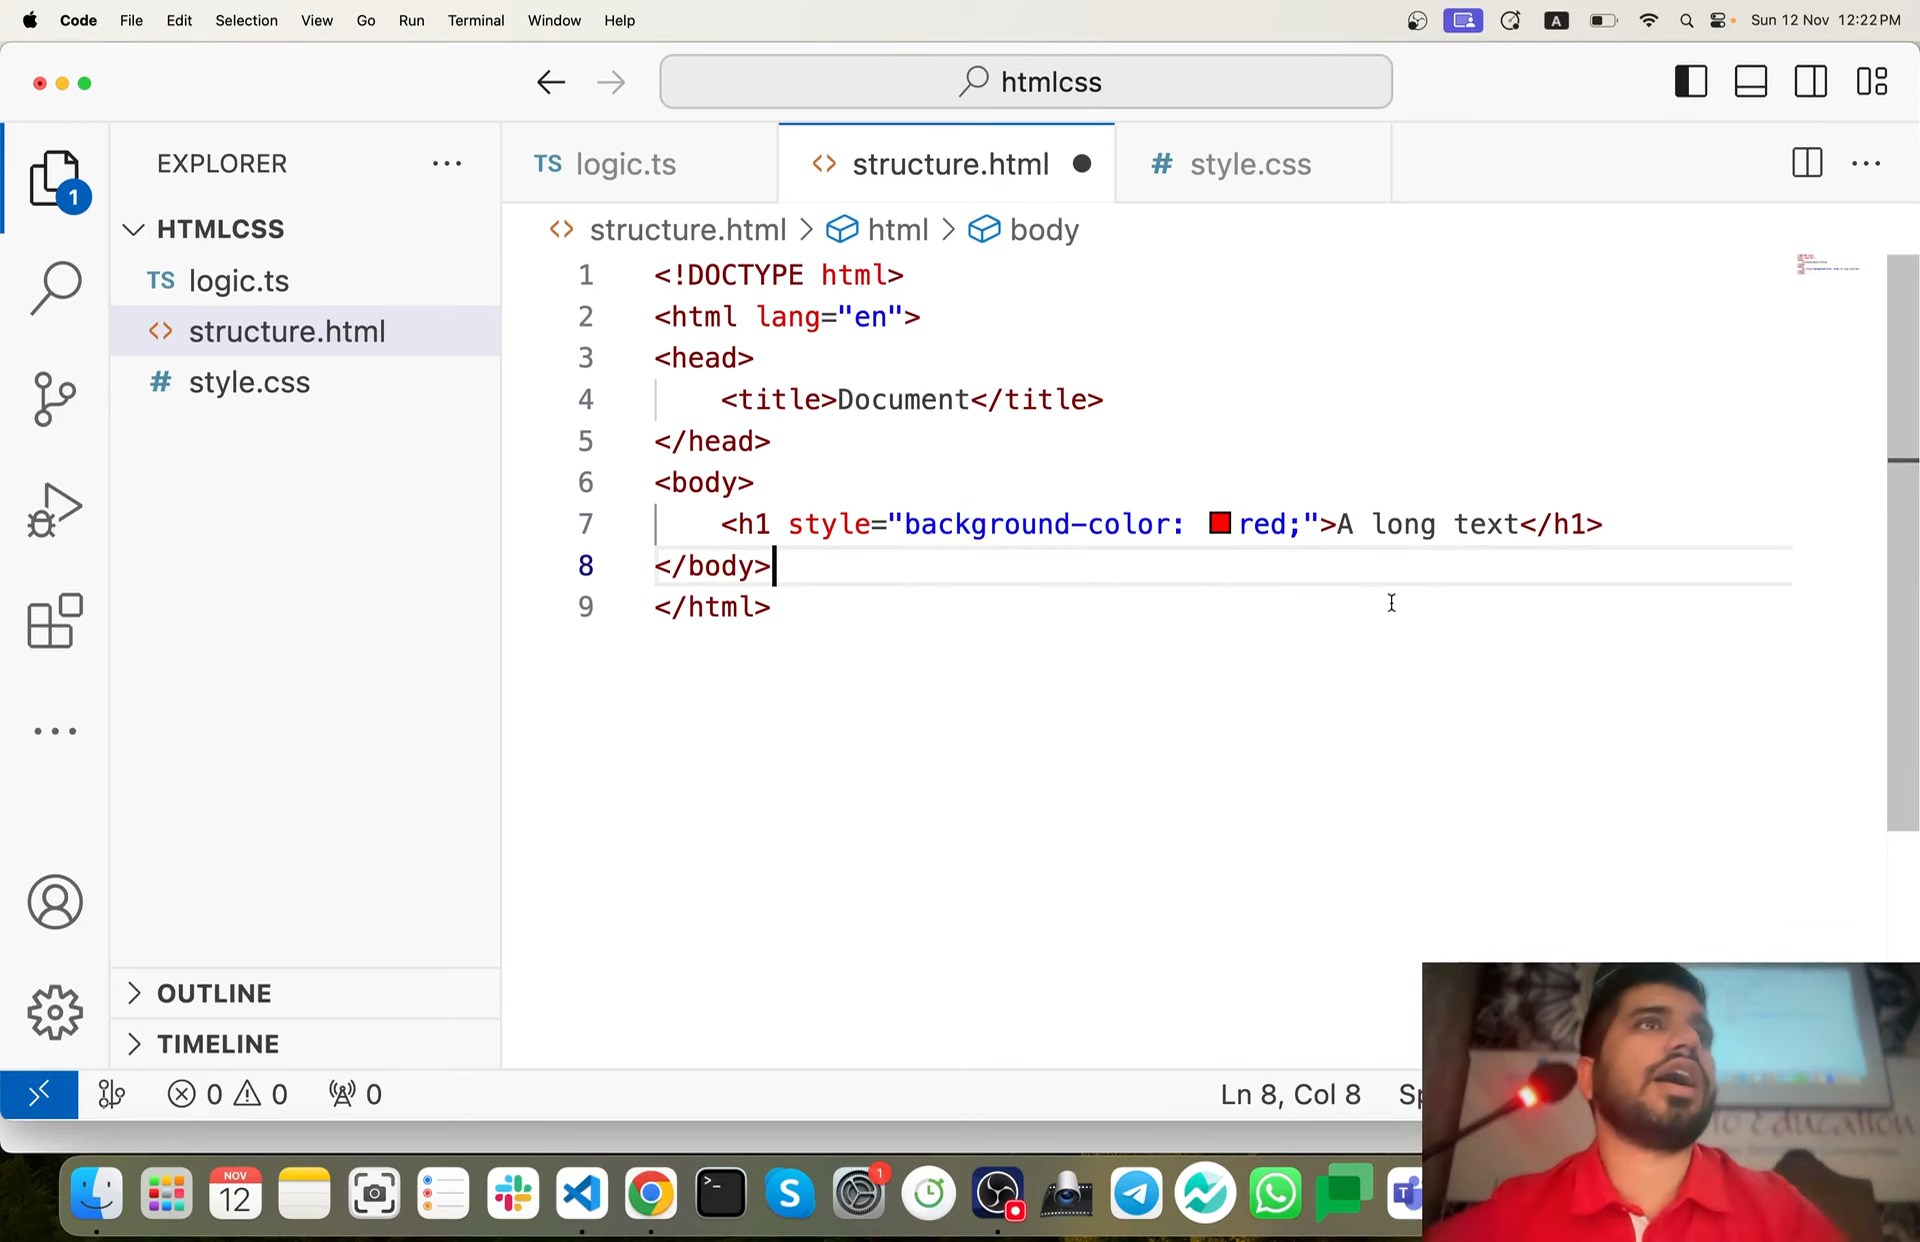 Code File Edit Selection View Go Run Terminal Window Help A Sun 12 Nov 12:22 PM
htmlcss
EXPLORER
TS logic.ts
<> structure.html
# style.css
1
HTMLCSS
TS logic.ts
<> structure.html
# style.css
<> structure.html > html > body
1 <!DOCTYPE html>
2 <html lang="en">
3 <head>
4 <title>Document</title>
5 </head>
6 <body>
7 <h1 style="background-color: red;">A long text</h1>
8 </body>
9 </html>
OUTLINE
TIMELINE
0 0 0
Ln 8, Col 8
NOV
12
>_
S
1
T
to Education